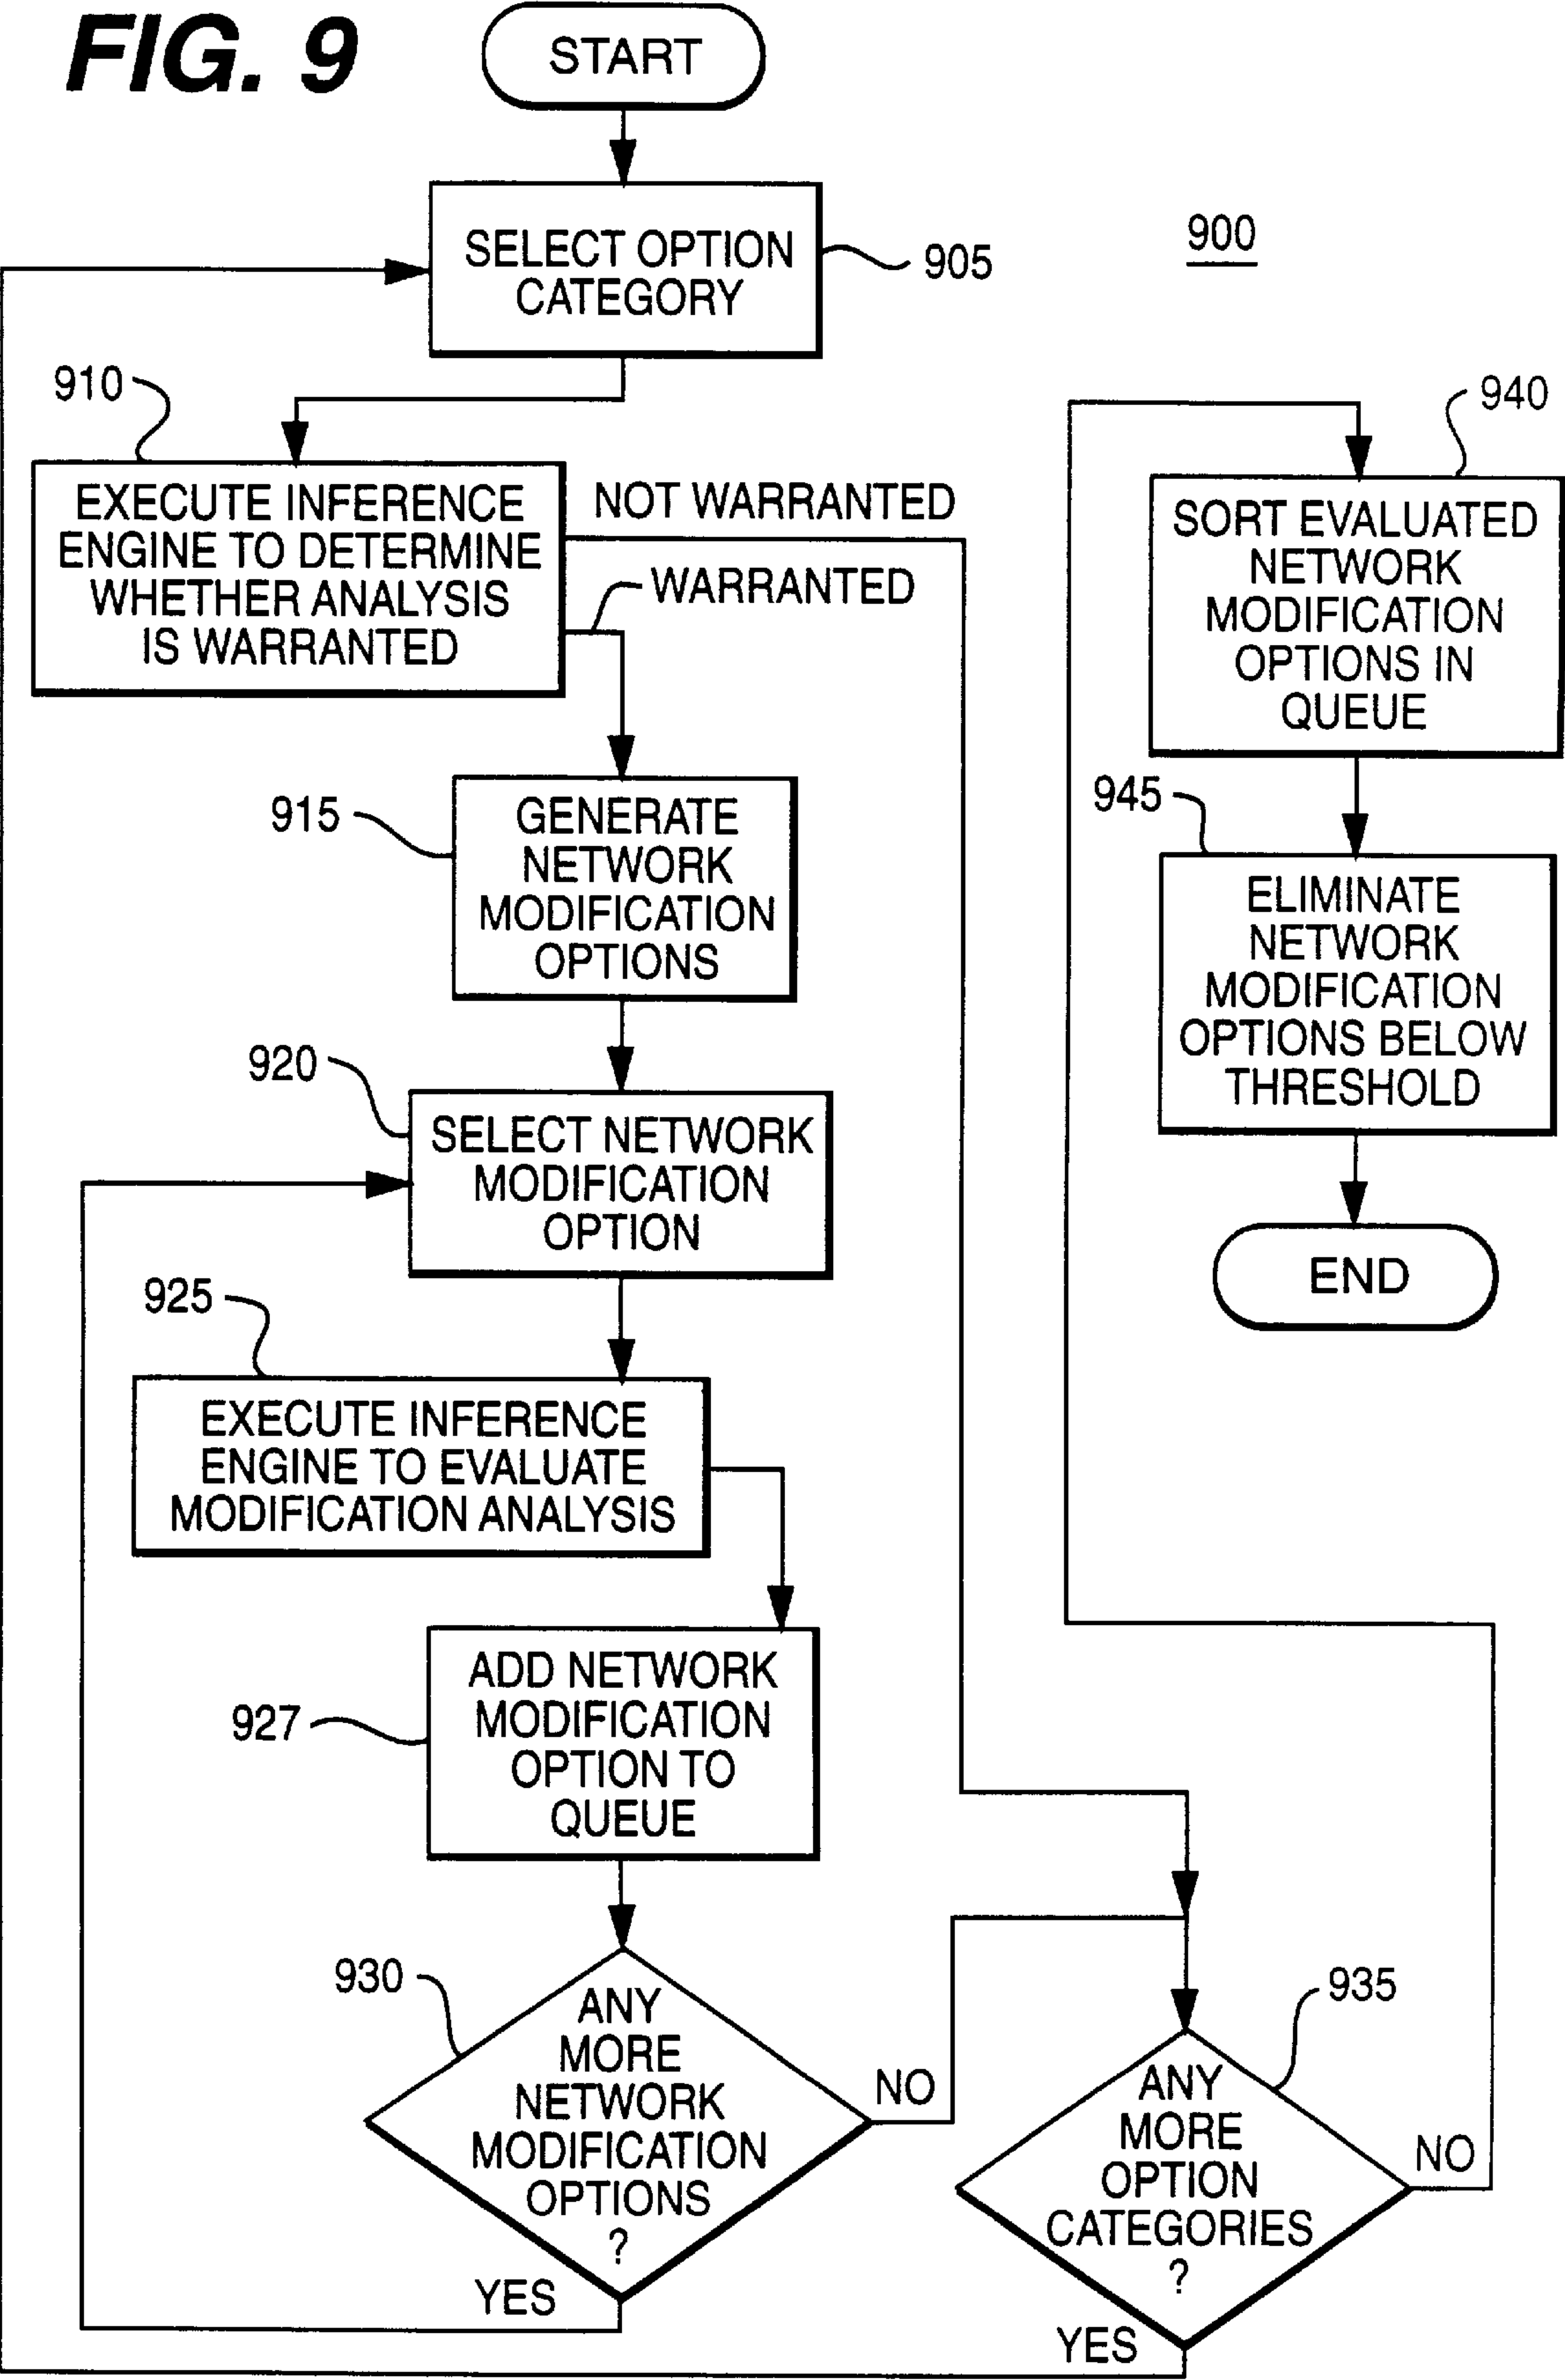 FIG. 9
START
900
SELECT OPTION
CATEGORY
905
910
EXECUTE INFERENCE
ENGINE TO DETERMINE
WHETHER ANALYSIS
IS WARRANTED
NOT WARRANTED
WARRANTED
915
GENERATE
NETWORK
MODIFICATION
OPTIONS
920
SELECT NETWORK
MODIFICATION
OPTION
925
EXECUTE INFERENCE
ENGINE TO EVALUATE
MODIFICATION ANALYSIS
927
ADD NETWORK
MODIFICATION
OPTION TO
QUEUE
930
ANY
MORE
NETWORK
MODIFICATION
OPTIONS
?
NO
YES
935
ANY
MORE
OPTION
CATEGORIES
?
NO
YES
940
SORT EVALUATED
NETWORK
MODIFICATION
OPTIONS IN
QUEUE
945
ELIMINATE
NETWORK
MODIFICATION
OPTIONS BELOW
THRESHOLD
END